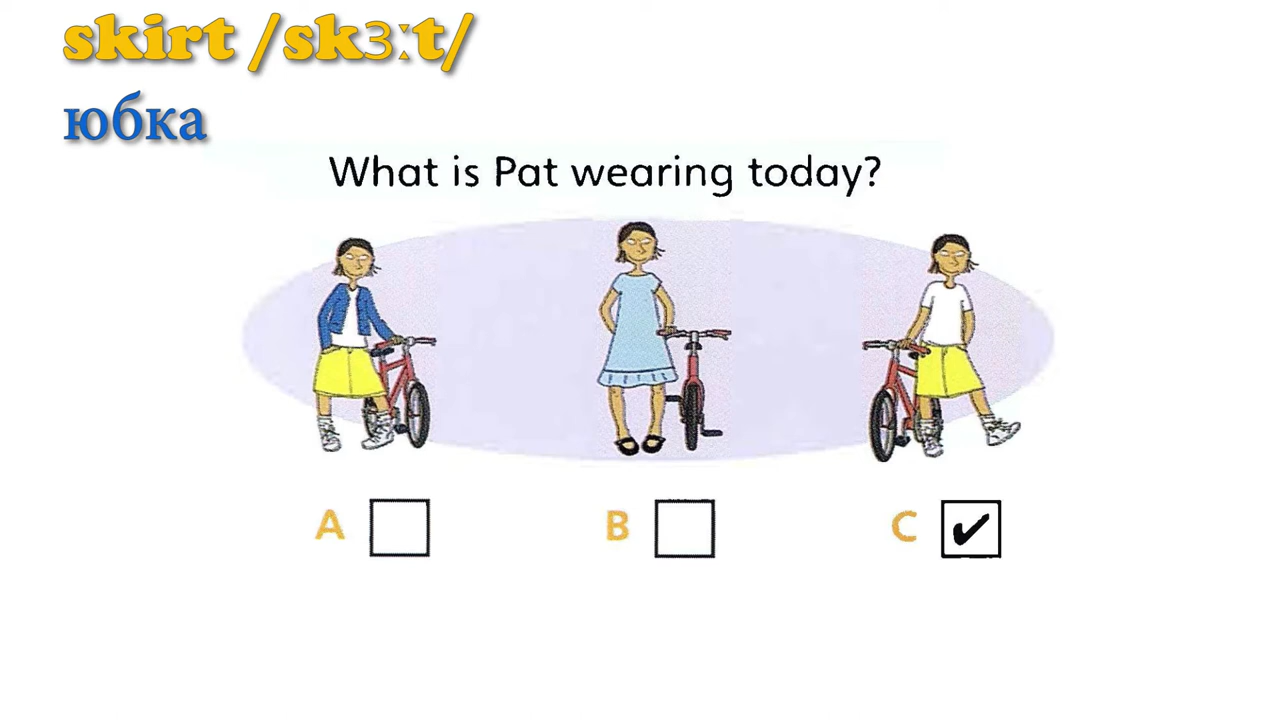 skirt /skɜːt/
юбка
What is Pat wearing today?
A
B
C ✔